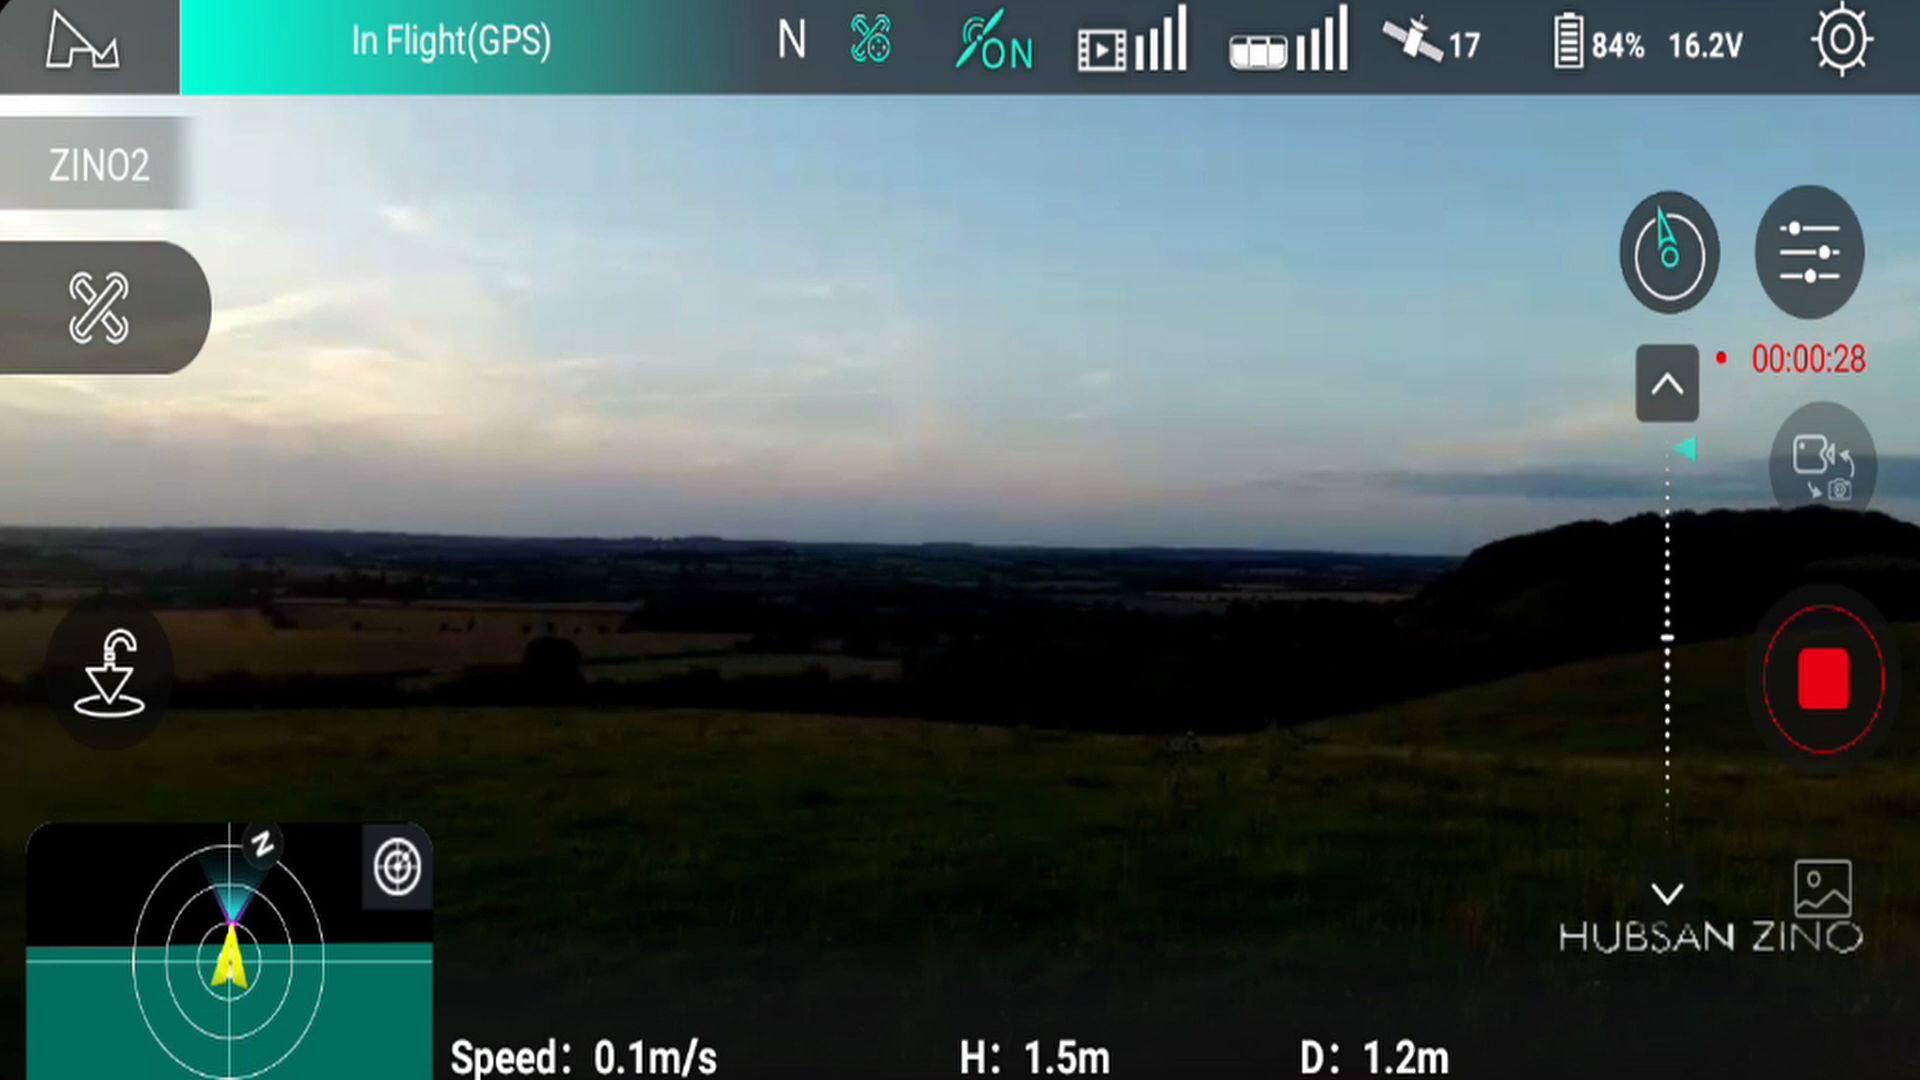 In Flight(GPS) N ON 17 84% 16.2V
ZINO2
00:00:28
N
HUBSAN ZINO
Speed: 0.1m/s H: 1.5m D: 1.2m